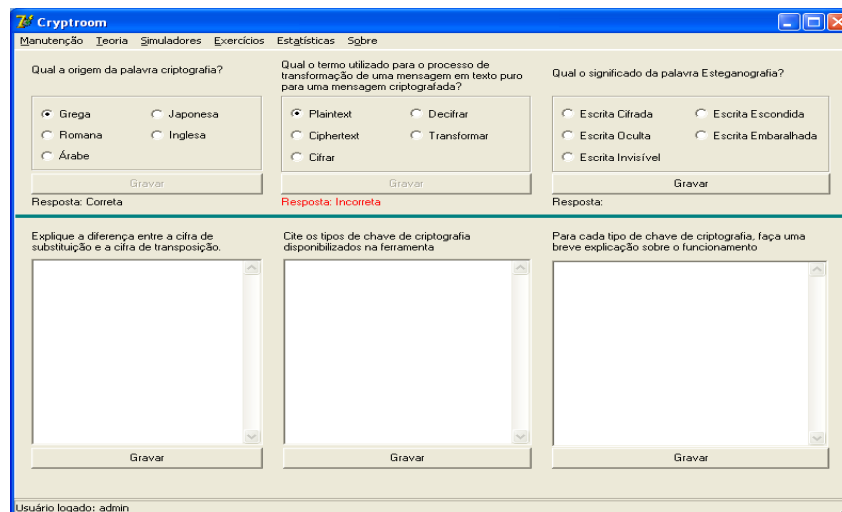 Cryptroom
Manutenção Teoria Simuladores Exercícios Estatísticas Sobre
Qual a origem da palavra criptografia?
Grega Japonesa
Romana Inglesa
Árabe
Gravar
Resposta: Correta
Qual o termo utilizado para o processo de
transformação de uma mensagem em texto puro
para uma mensagem criptografada?
Plaintext Decifrar
Ciphertext Transformar
Cifrar
Gravar
Resposta: Incorreta
Qual o significado da palavra Esteganografia?
Escrita Cifrada Escrita Escondida
Escrita Oculta Escrita Embaralhada
Escrita Invisível
Gravar
Resposta:
Explique a diferença entre a cifra de
substituição e a cifra de transposição.
Gravar
Cite os tipos de chave de criptografia
disponibilizados na ferramenta
Gravar
Para cada tipo de chave de criptografia, faça uma
breve explicação sobre o funcionamento
Gravar
Usuário logado: admin